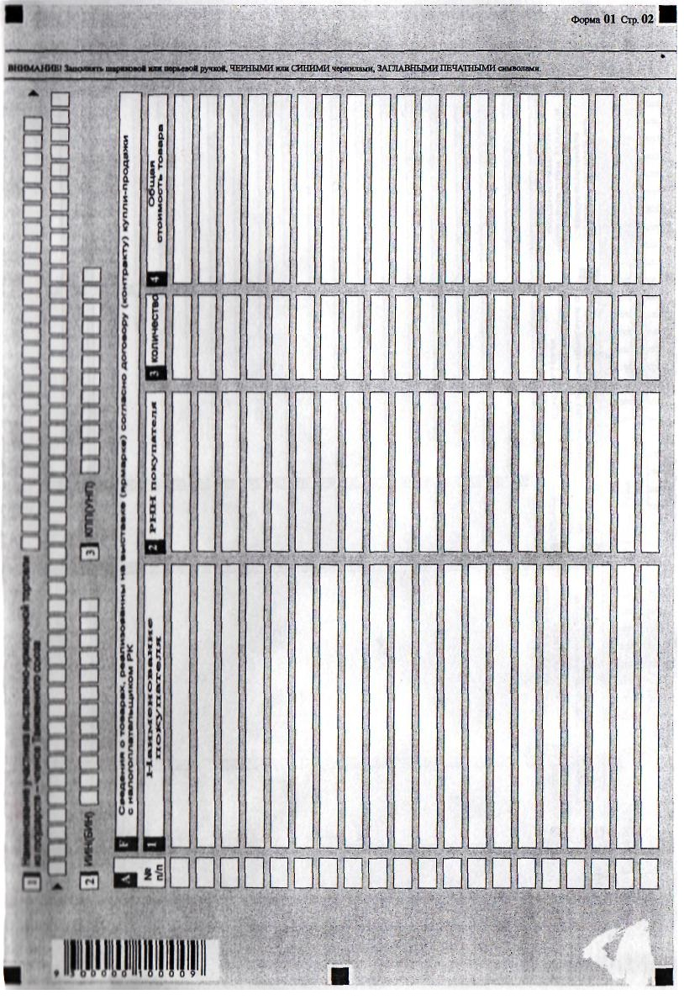 Форма 01 Стр. 02
ВНИМАНИЕ! Заполнять шариковой или перьевой ручкой, ЧЕРНЫМИ или СИНИМИ чернилами, ЗАГЛАВНЫМИ ПЕЧАТНЫМИ символами.
1 Наименование участника выставочно-ярмарочной торговли
из государств - членов Таможенного союза
2 ИИН(БИН)
3 КПП(УНП)
A
F Сведения о товарах, реализованны на выставке (ярмарке) согласно договору (контракту) купли-продажи
с налогоплательщиком РК
№
п/п
1 Наименование
покупателя
2 РНН покупателя
3 количество
4 Общая
стоимость товара
9 500000 100009